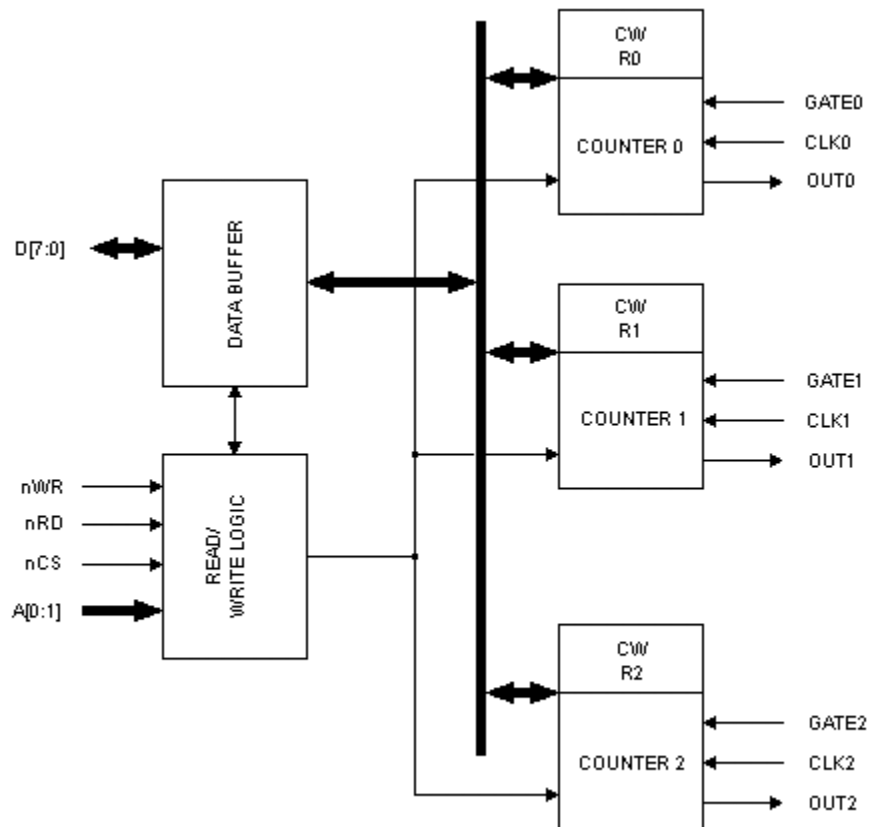 CW
R0
GATE0
COUNTER 0
CLK0
OUT0
D[7:0]
DATA BUFFER
CW
R1
GATE1
COUNTER 1
CLK1
OUT1
nWR
nRD
nCS
A[0:1]
READ/
WRITE LOGIC
CW
R2
GATE2
COUNTER 2
CLK2
OUT2